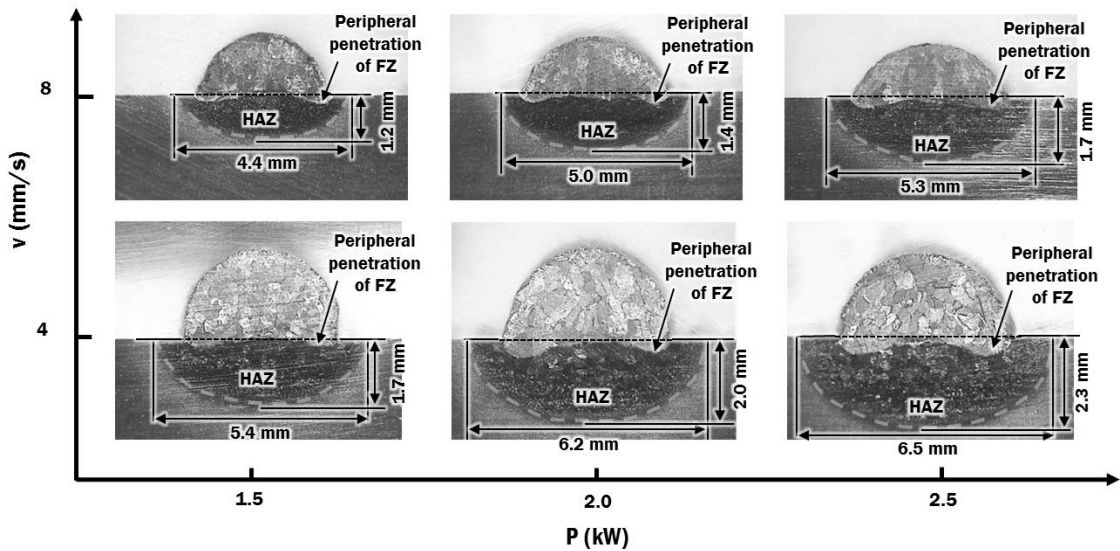 v (mm/s)
8
4
Peripheral
penetration
of FZ
HAZ
1.2 mm
4.4 mm
Peripheral
penetration
of FZ
HAZ
1.4 mm
5.0 mm
Peripheral
penetration
of FZ
HAZ
1.7 mm
5.3 mm
Peripheral
penetration
of FZ
HAZ
1.7 mm
5.4 mm
Peripheral
penetration
of FZ
HAZ
2.0 mm
6.2 mm
Peripheral
penetration
of FZ
HAZ
2.3 mm
6.5 mm
1.5
2.0
2.5
P (kW)